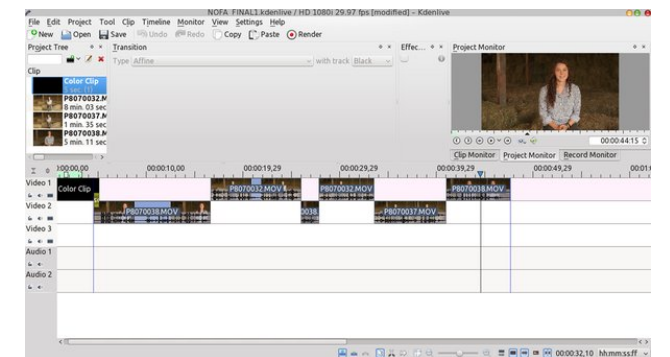 NOFA_FINAL1.kdenlive / HD 1080i 29.97 fps [modified] – Kdenlive
File Edit Project Tool Clip Timeline Monitor View Settings Help
New Open Save Undo Redo Copy Paste Render
Project Tree Transition Effec... Project Monitor
Type Affine with track Black
Clip
Color Clip
5 sec. (1)
P8070032.M
8 min. 03 sec
P8070037.M
1 min. 35 sec
P8070038.M
5 min. 11 sec
00:00:44:15
Clip Monitor Project Monitor Record Monitor
00:00:10,00 00:00:19,29 00:00:29,29 00:00:39,29 00:00:49,29
Video 1 Color Clip P8070032.MOV P8070032.MOV P8070038.MOV
Video 2 P8070038.MOV 0038 P8070037.MOV
Video 3
Audio 1
Audio 2
00:00:32,10 hh:mm:ss:ff